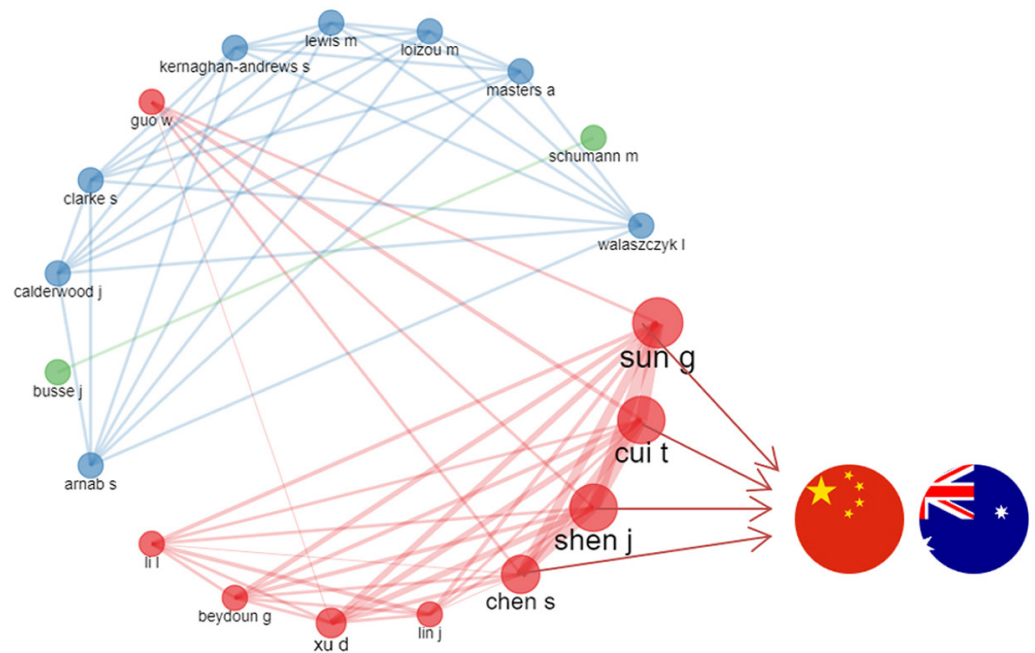 lewis m
loizou m
kernaghan-andrews s
masters a
guo w
schumann m
clarke s
walaszczyk l
calderwood j
sun g
busse j
cui t
arnab s
shen j
li l
chen s
beydoun g
lin j
xu d